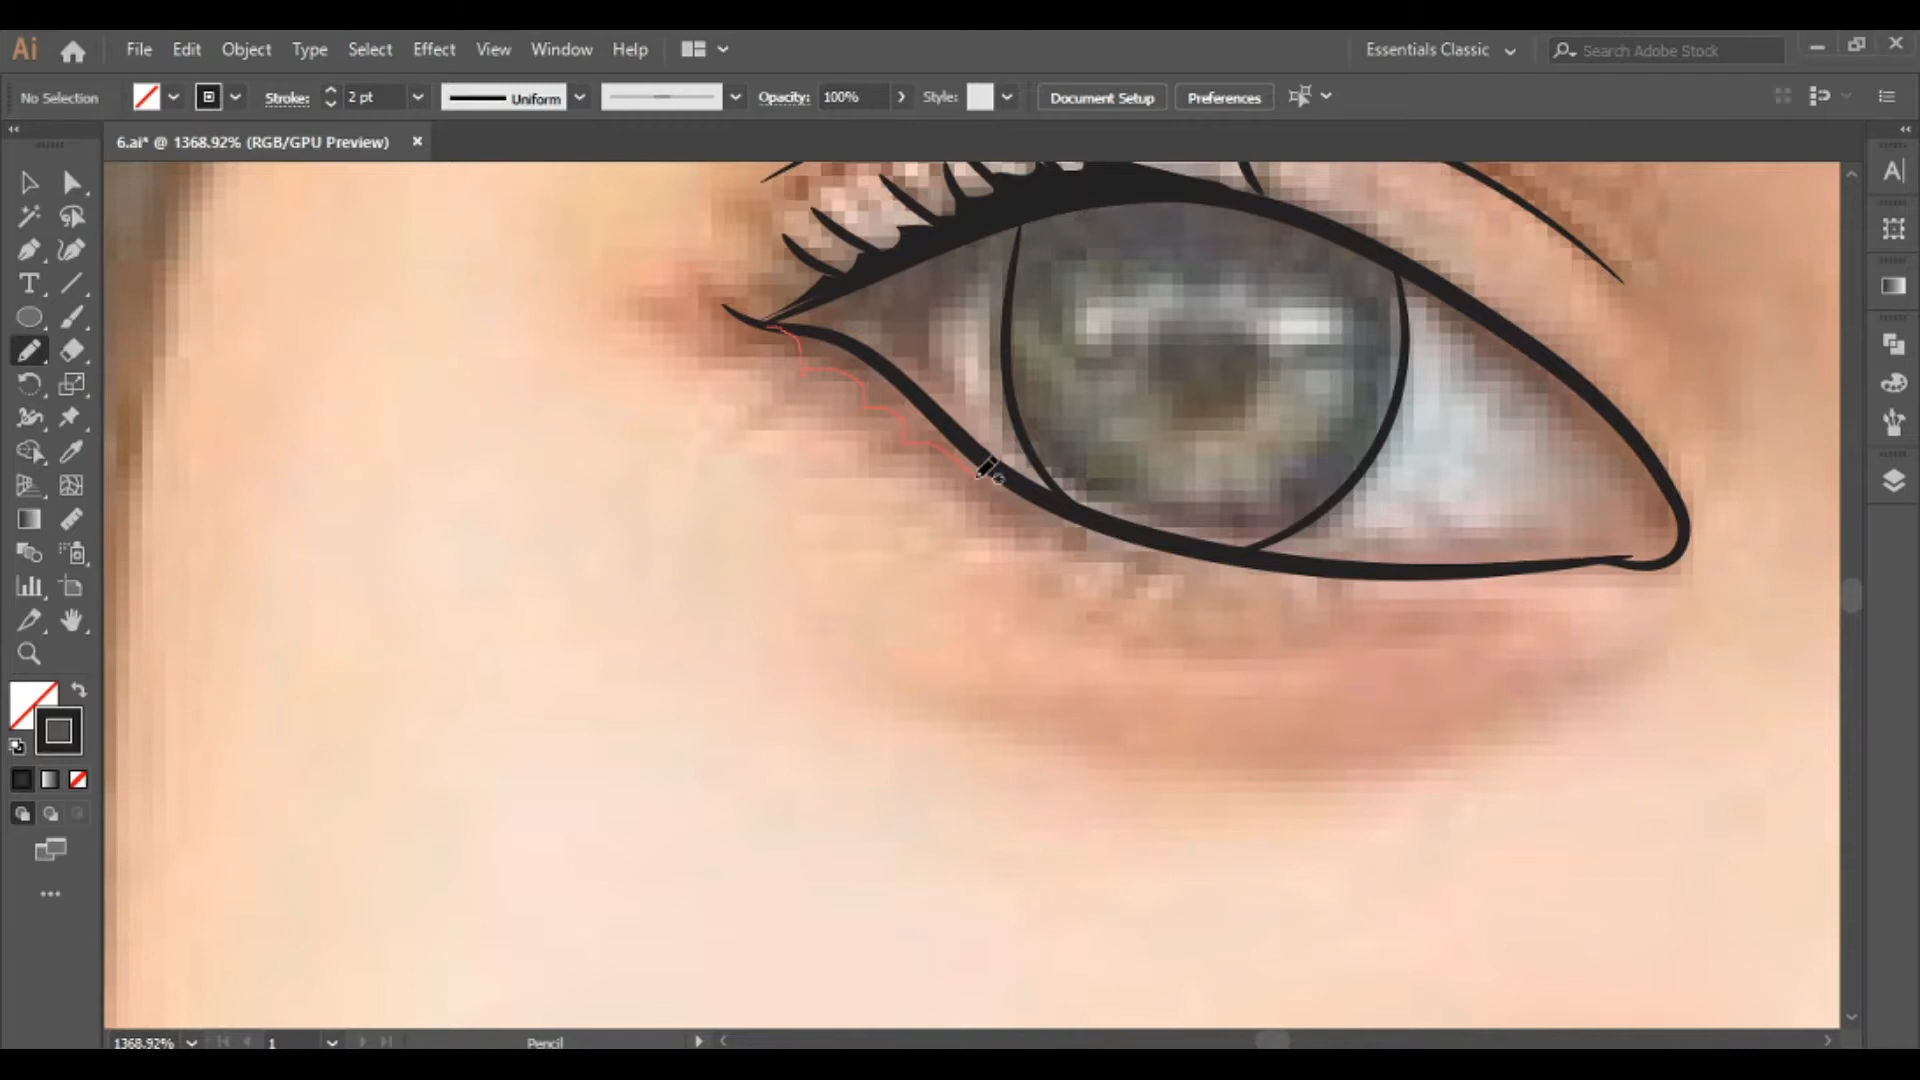 Ai File Edit Object Type Select Effect View Window Help Essentials Classic Search Adobe Stock
No Selection Stroke: 2 pt Uniform Opacity: 100% Style: Document Setup Preferences
6.ai* @ 1368.92% (RGB/GPU Preview) ×
1368.92% 1 Pencil